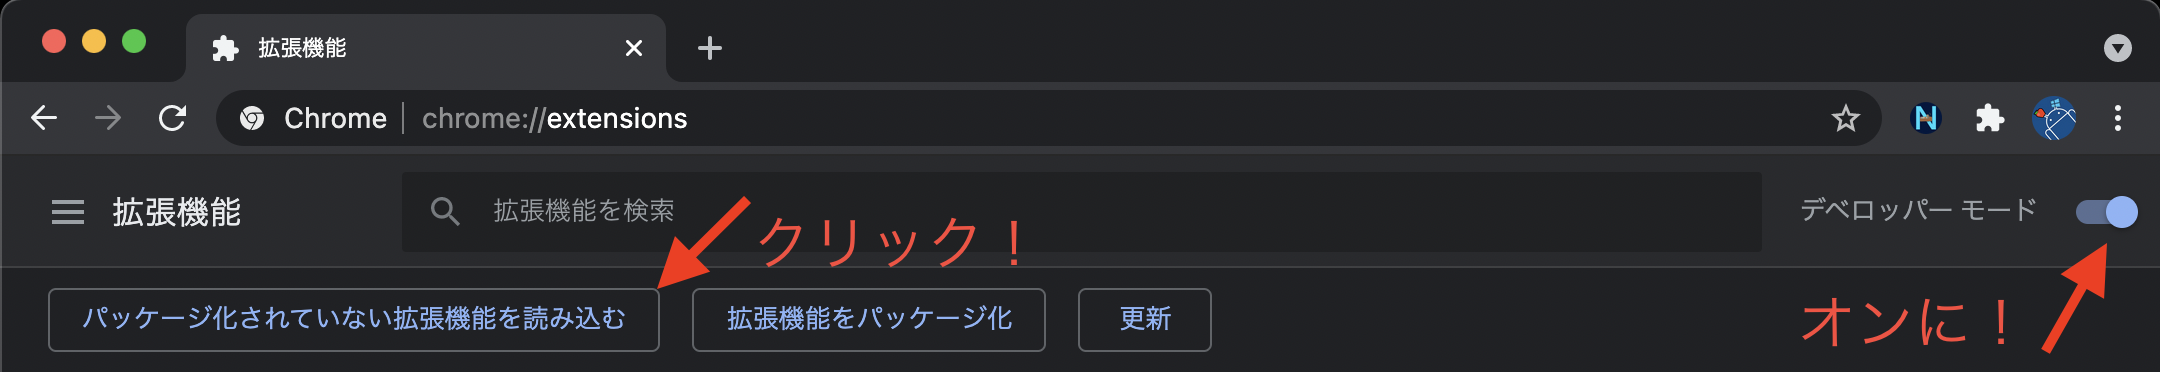 拡張機能
Chrome chrome://extensions
拡張機能
拡張機能を検索
デベロッパー モード
クリック！
パッケージ化されていない拡張機能を読み込む
拡張機能をパッケージ化
更新
オンに！